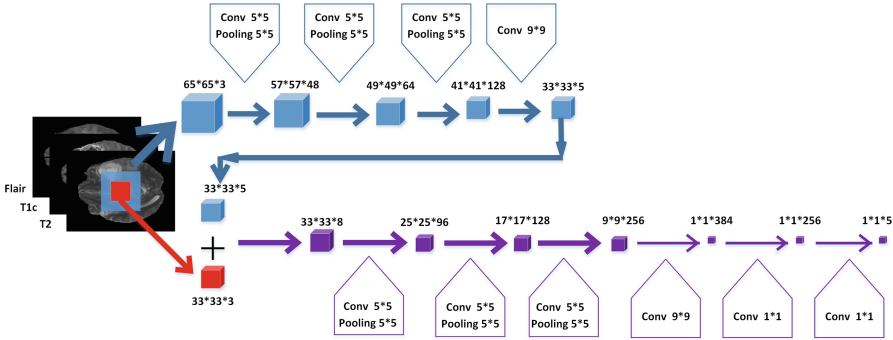 Conv 5*5
Pooling 5*5
Conv 5*5
Pooling 5*5
Conv 5*5
Pooling 5*5
Conv 9*9
65*65*3
57*57*48
49*49*64
41*41*128
33*33*5
Flair
T1c
T2
33*33*5
+
33*33*3
33*33*8
25*25*96
17*17*128
9*9*256
1*1*384
1*1*256
1*1*5
Conv 5*5
Pooling 5*5
Conv 5*5
Pooling 5*5
Conv 5*5
Pooling 5*5
Conv 9*9
Conv 1*1
Conv 1*1